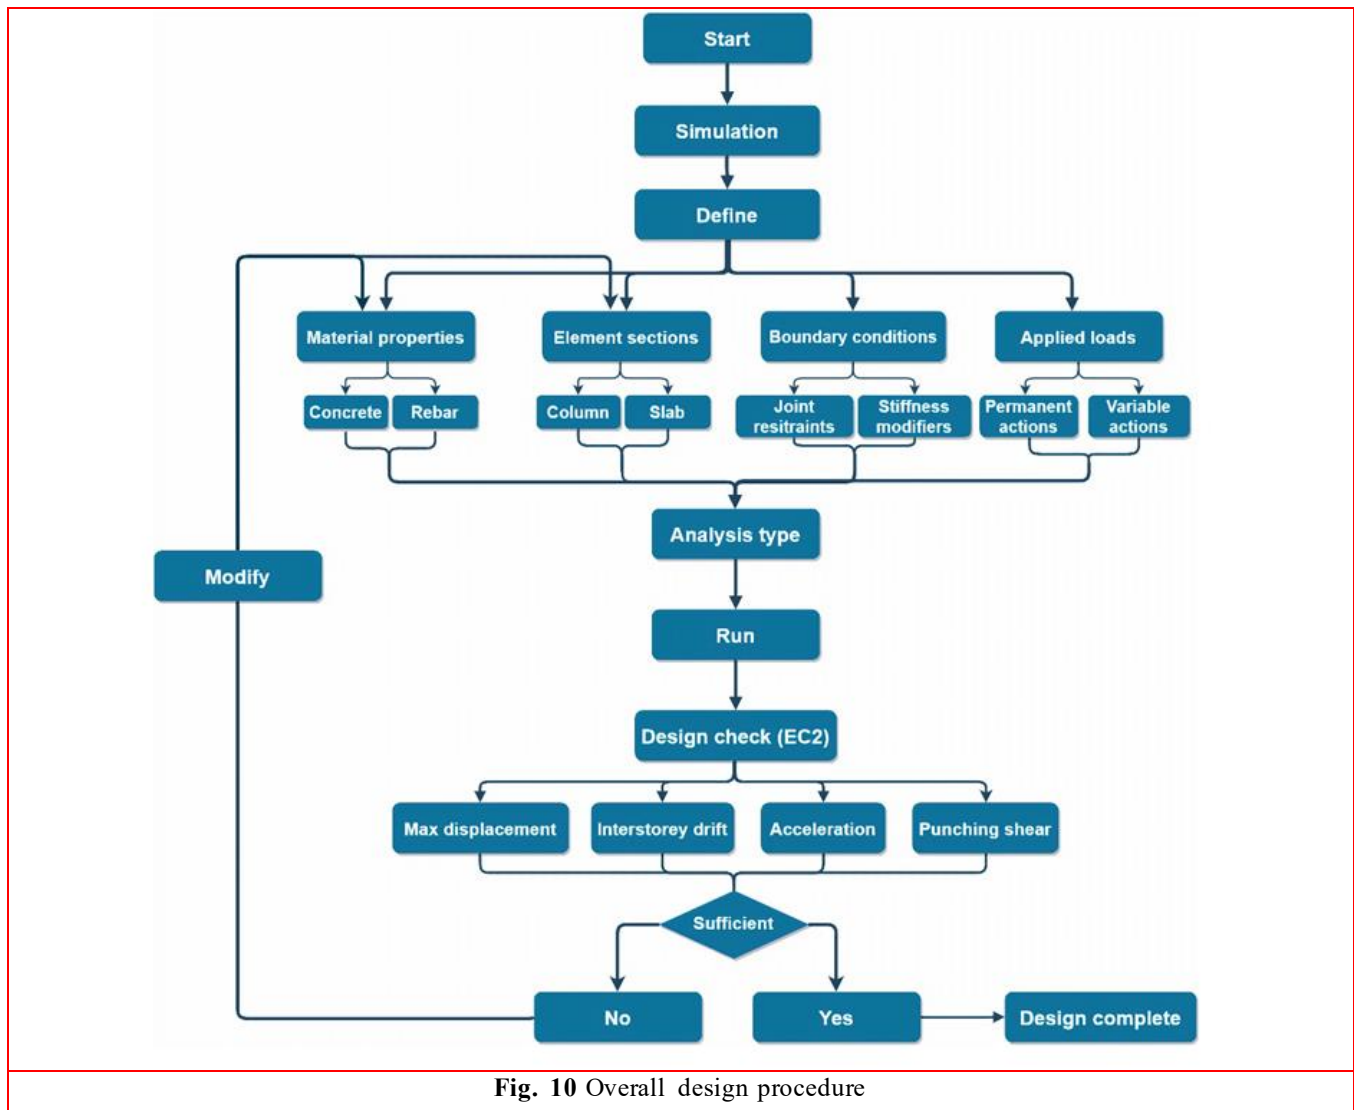 Start
Simulation
Define
Material properties
Element sections
Boundary conditions
Applied loads
Concrete
Rebar
Column
Slab
Joint
resitraints
Stiffness
modifiers
Permanent
actions
Variable
actions
Analysis type
Modify
Run
Design check (EC2)
Max displacement
Interstorey drift
Acceleration
Punching shear
Sufficient
No
Yes
Design complete
Fig. 10 Overall design procedure